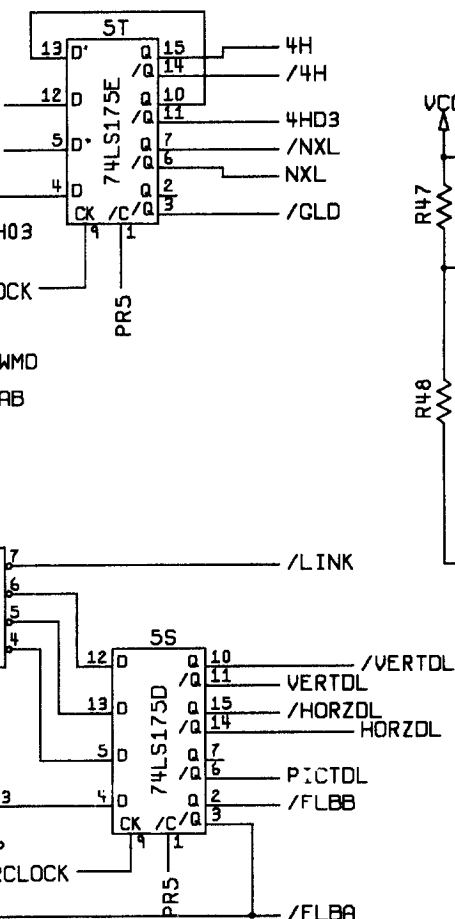 5T
13 D' Q 15 4H
/Q 14 /4H
12 D Q 10
/Q 11 4HD3
5 D* Q 7 /NXL
/Q 6 NXL
4 D Q 2
/Q 3 /GLD
CK /C
9 1
74LS175E
PR5
H03
OCK
WMD
AB
VCC
R47
R48
7 /LINK
6
5
4
5S
12 D Q 10 /VERTDL
/Q 11 VERTDL
13 D Q 15 /HORZDL
/Q 14 HORZDL
5 D Q 7
/Q 6 PICTDL
3 4 D Q 2 /FLBB
/Q 3
CK /C
9 1
74LS175D
RCLOCK
PR5
/FLBA